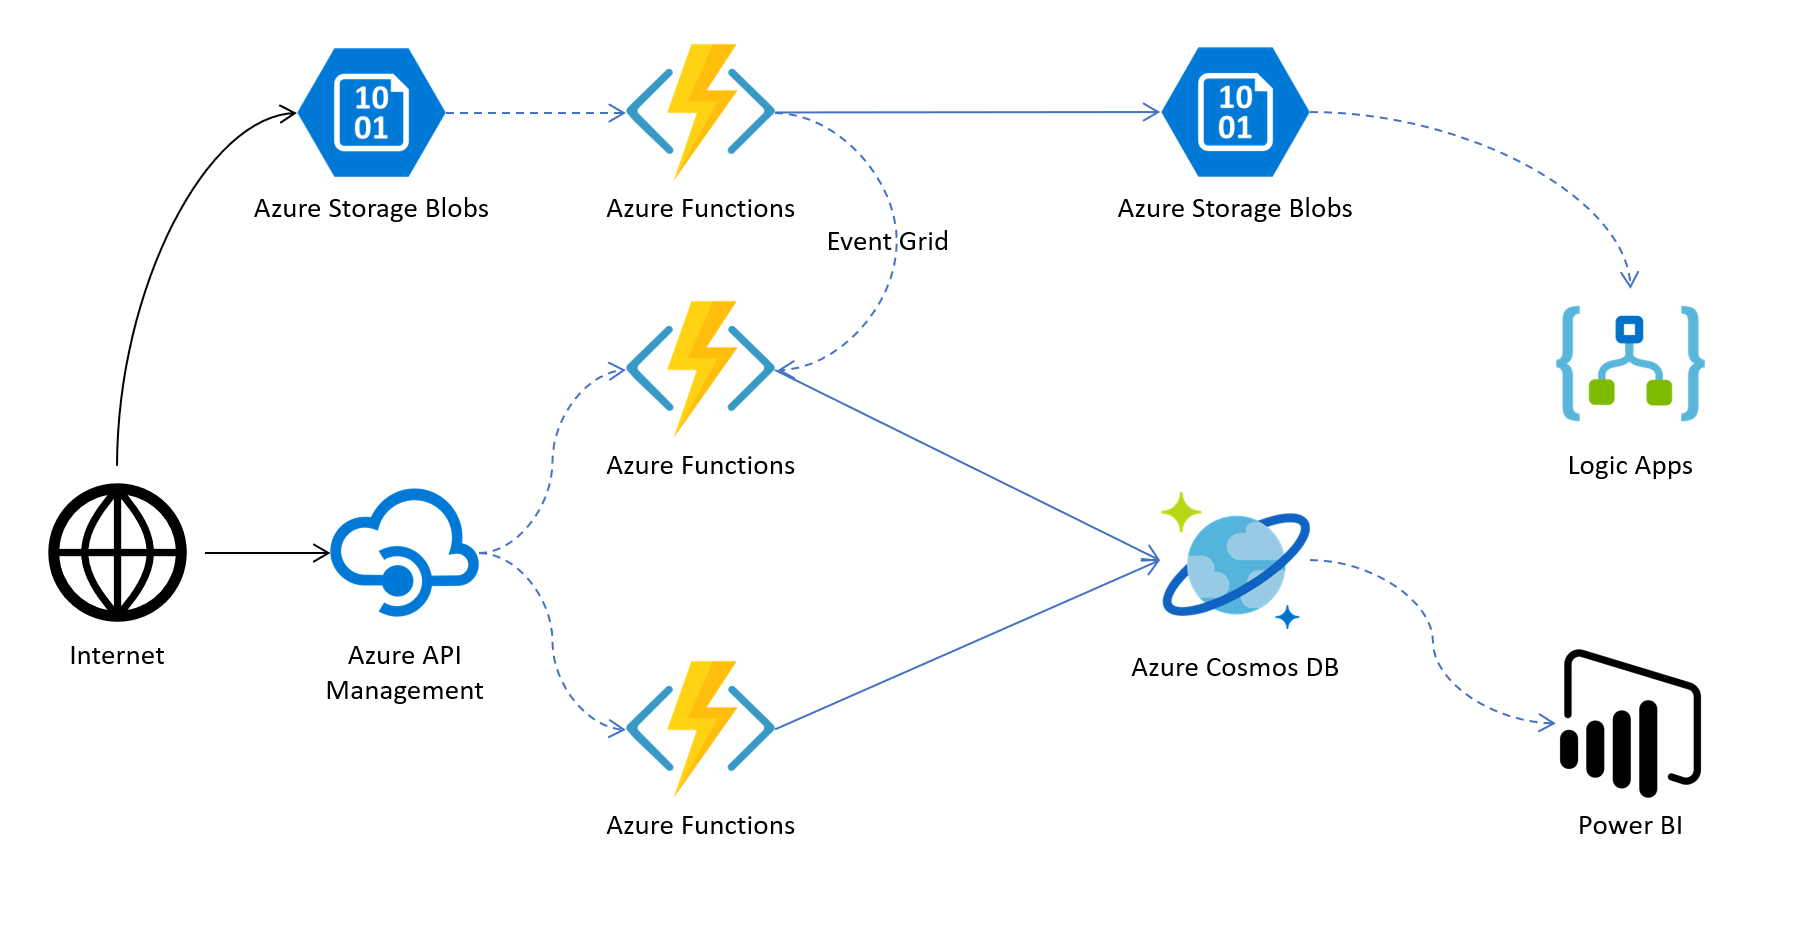 10
01
10
01
Azure Storage Blobs
Azure Functions
Azure Storage Blobs
Event Grid
Azure Functions
Logic Apps
Internet
Azure API
Management
Azure Cosmos DB
Azure Functions
Power BI